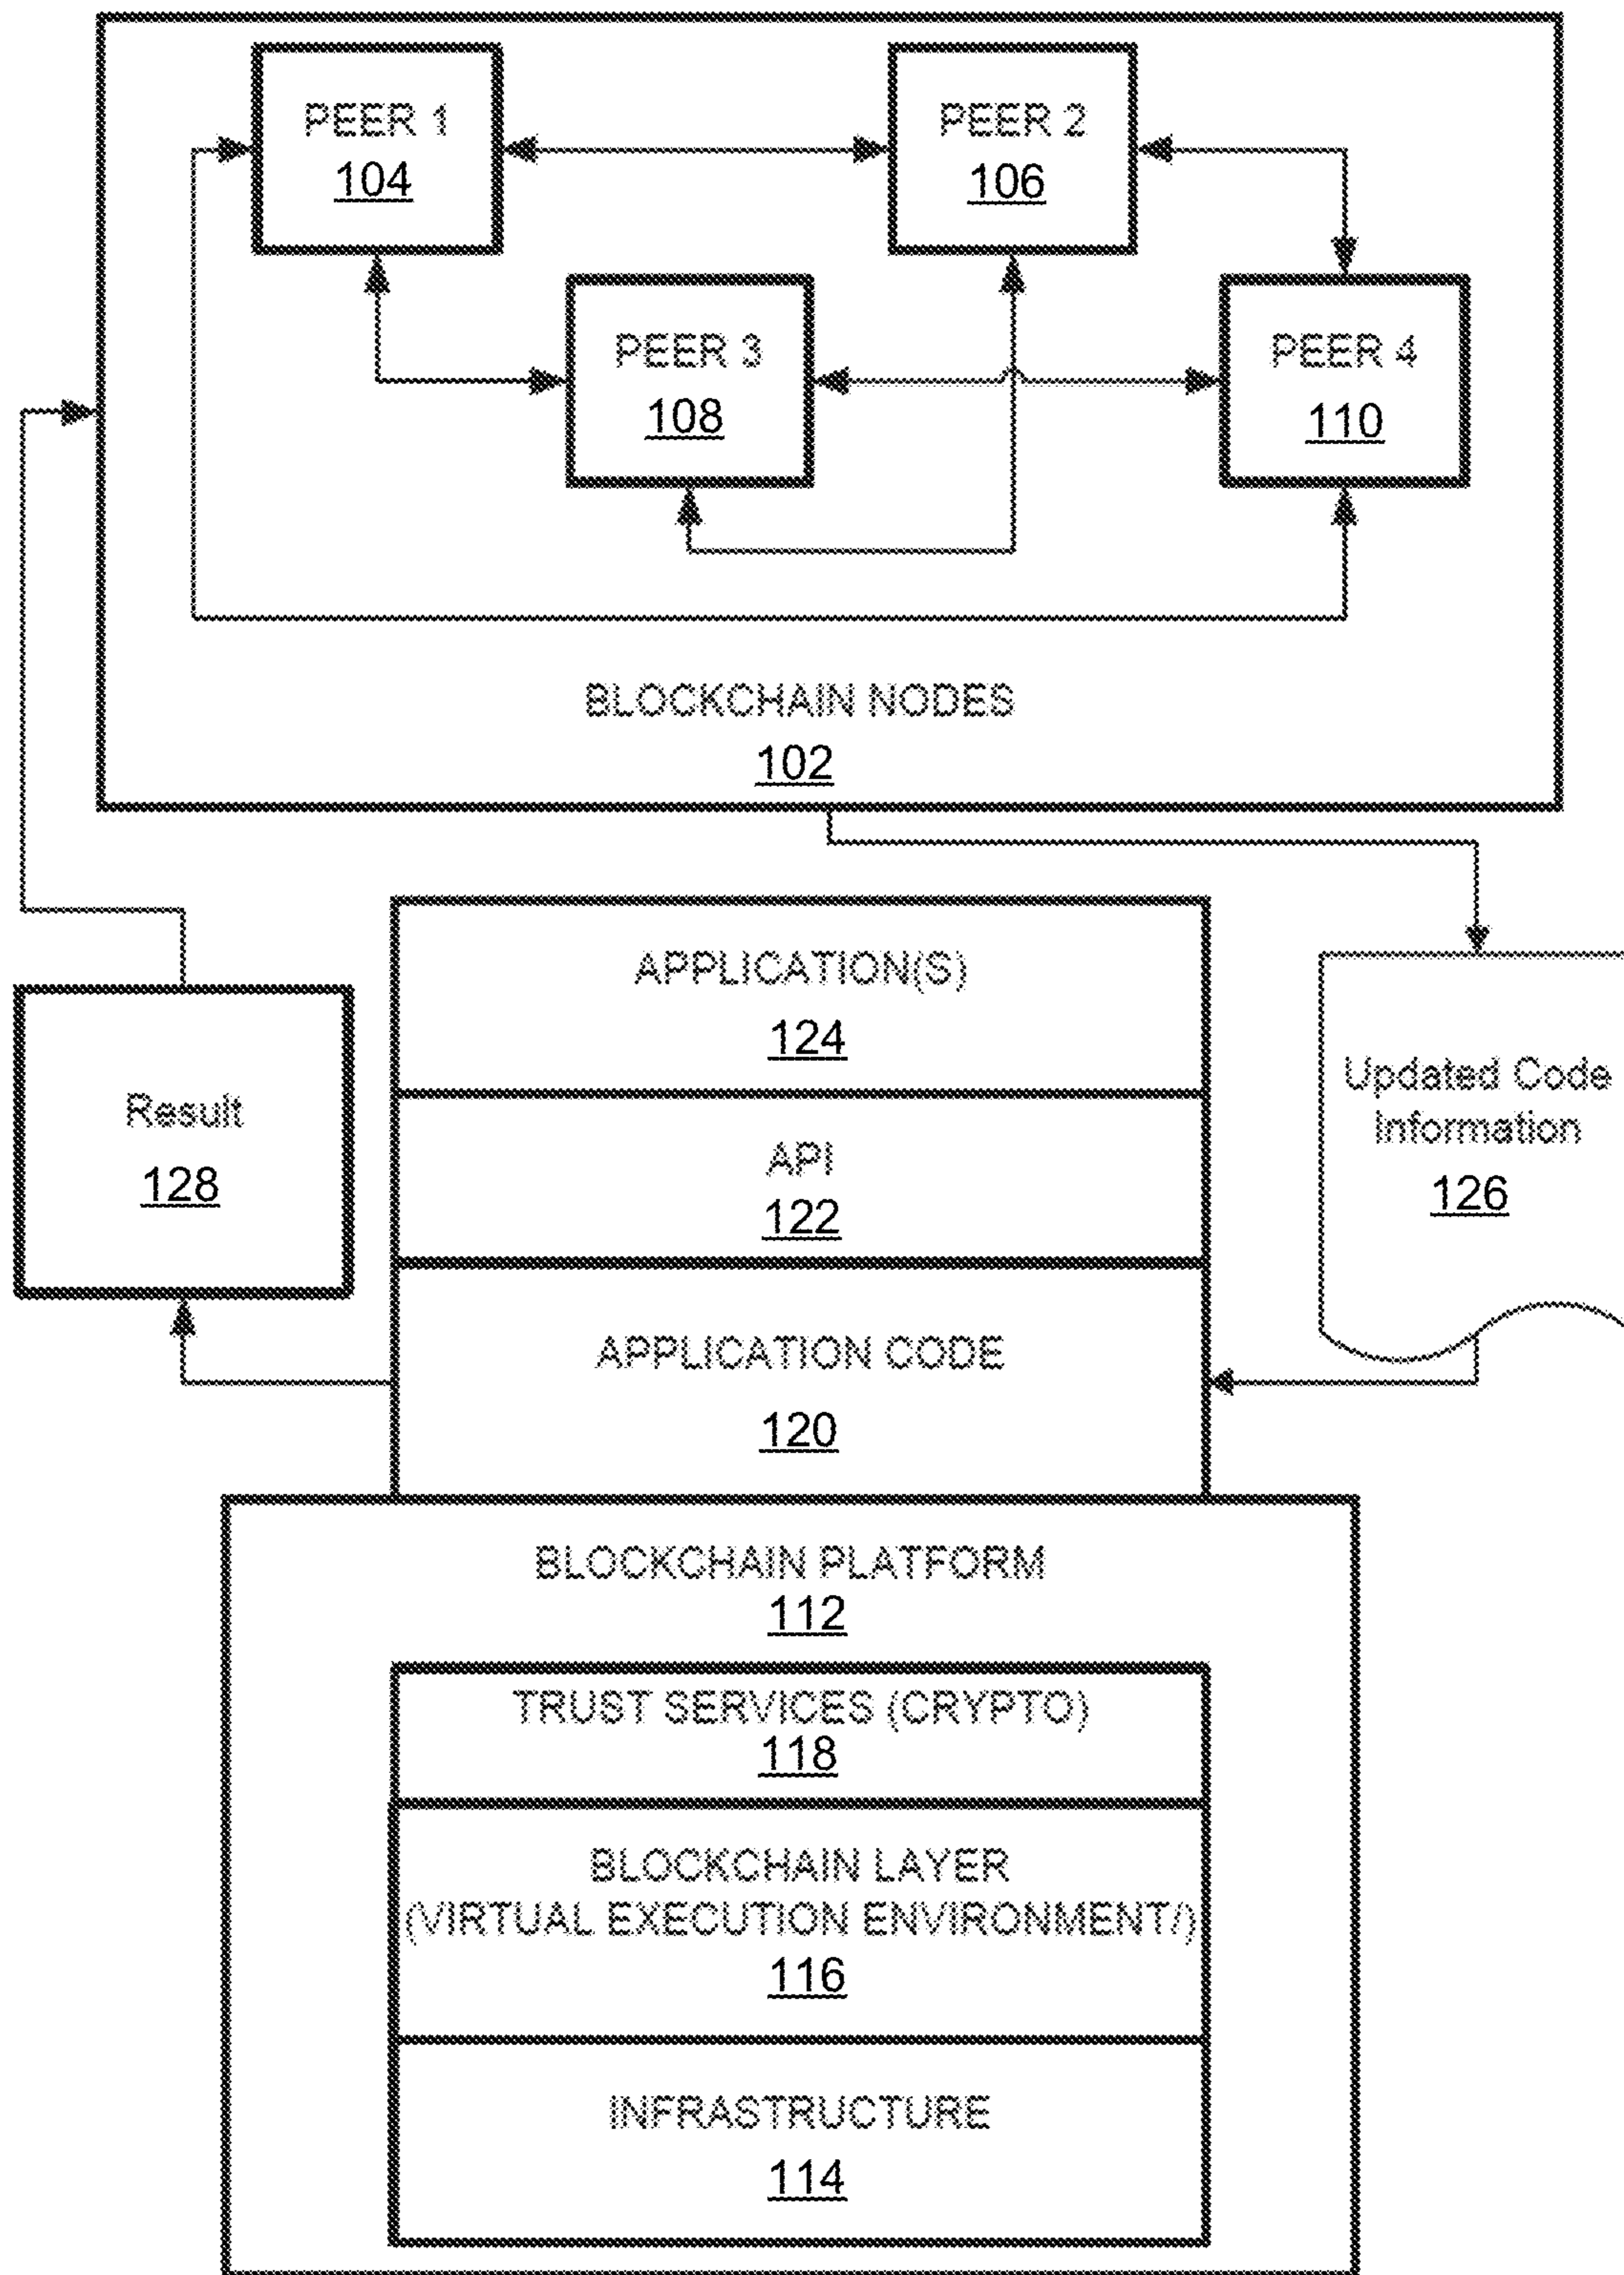 PEER 1
104
PEER 2
106
PEER 3
108
PEER 4
110
BLOCKCHAIN NODES
102
APPLICATION(S)
124
API
122
APPLICATION CODE
120
Result
128
Updated Code
Information
126
BLOCKCHAIN PLATFORM
112
TRUST SERVICES (CRYPTO)
118
BLOCKCHAIN LAYER
(VIRTUAL EXECUTION ENVIRONMENT/)
116
INFRASTRUCTURE
114